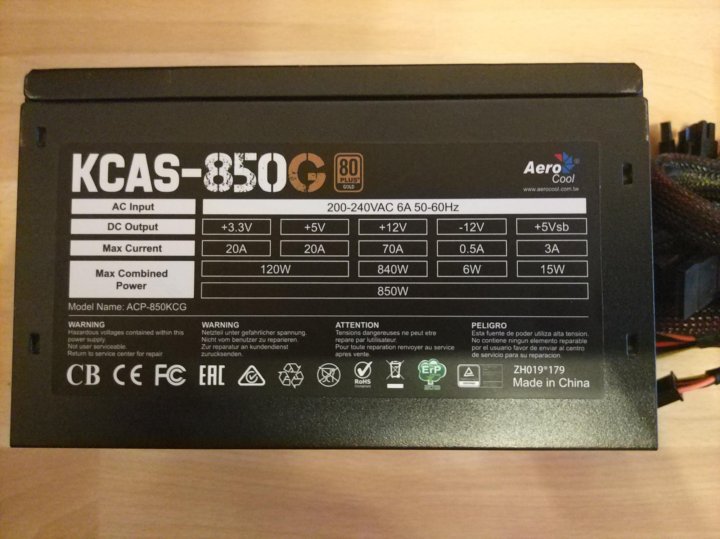 KCAS-850G
80
PLUS
GOLD
Aero
Cool
www.aerocool.com.tw
AC Input 200-240VAC 6A 50-60Hz
DC Output +3.3V +5V +12V -12V +5Vsb
Max Current 20A 20A 70A 0.5A 3A
Max Combined Power 120W 840W 6W 15W
850W
Model Name: ACP-850KCG
WARNING
Hazardous voltages contained within this
power supply.
Not user serviceable.
Return to service center for repair
WARNING
Netzteil unter gefahrlicher spannung.
Nicht vom benutzer zu reparieren.
Zur reparatur an kundendienst
zurucksenden.
ATTENTION
Tensions dangereuses ne peut etre
repare par lutilisateur.
Pour toute reparation renvoyer au service
apres vente.
PELIGRO
Esta fuente de poder utiliza alta tension.
No contiene ningun elemento reparable
por el usuario favor de enviar al centro
de servicio para su reparacion.
CB CE FC EAC
RoHS
COMPLIANT
ErP
ZH019*179
Made in China